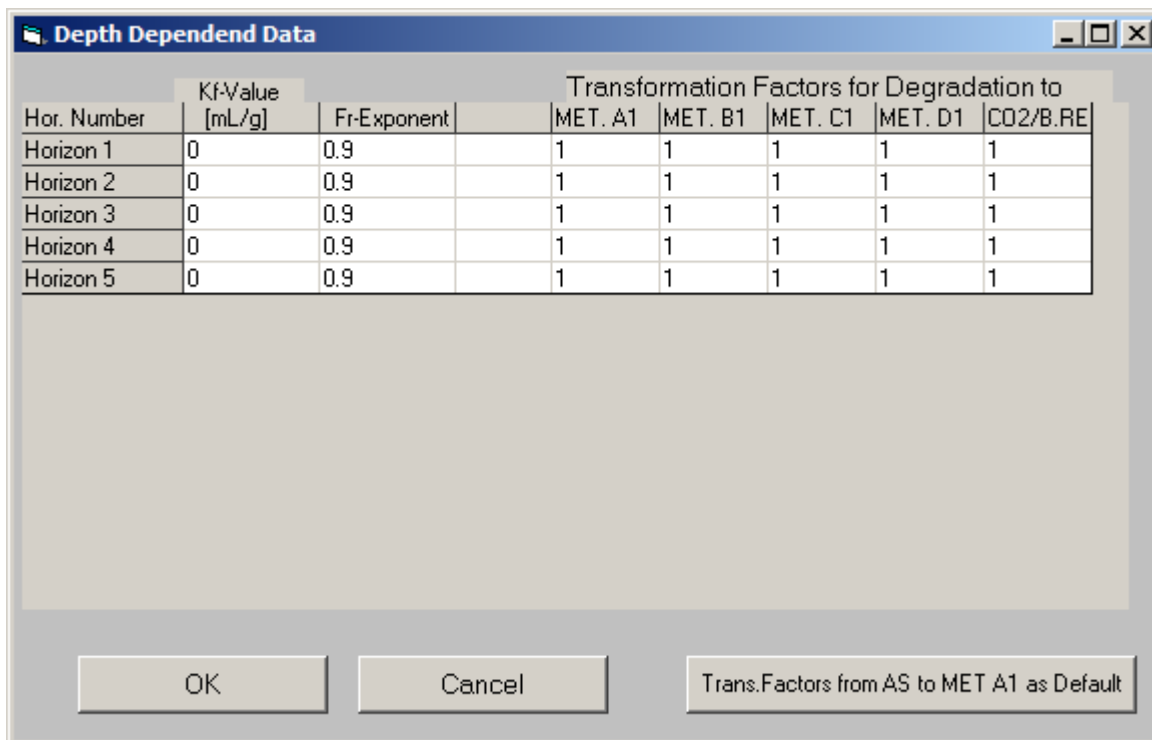 Depth Dependend Data
Kf-Value Transformation Factors for Degradation to
Hor. Number [mL/g] Fr-Exponent MET. A1 MET. B1 MET. C1 MET. D1 CO2/B.RE
Horizon 1 0 0.9 1 1 1 1 1
Horizon 2 0 0.9 1 1 1 1 1
Horizon 3 0 0.9 1 1 1 1 1
Horizon 4 0 0.9 1 1 1 1 1
Horizon 5 0 0.9 1 1 1 1 1
OK Cancel Trans.Factors from AS to MET A1 as Default